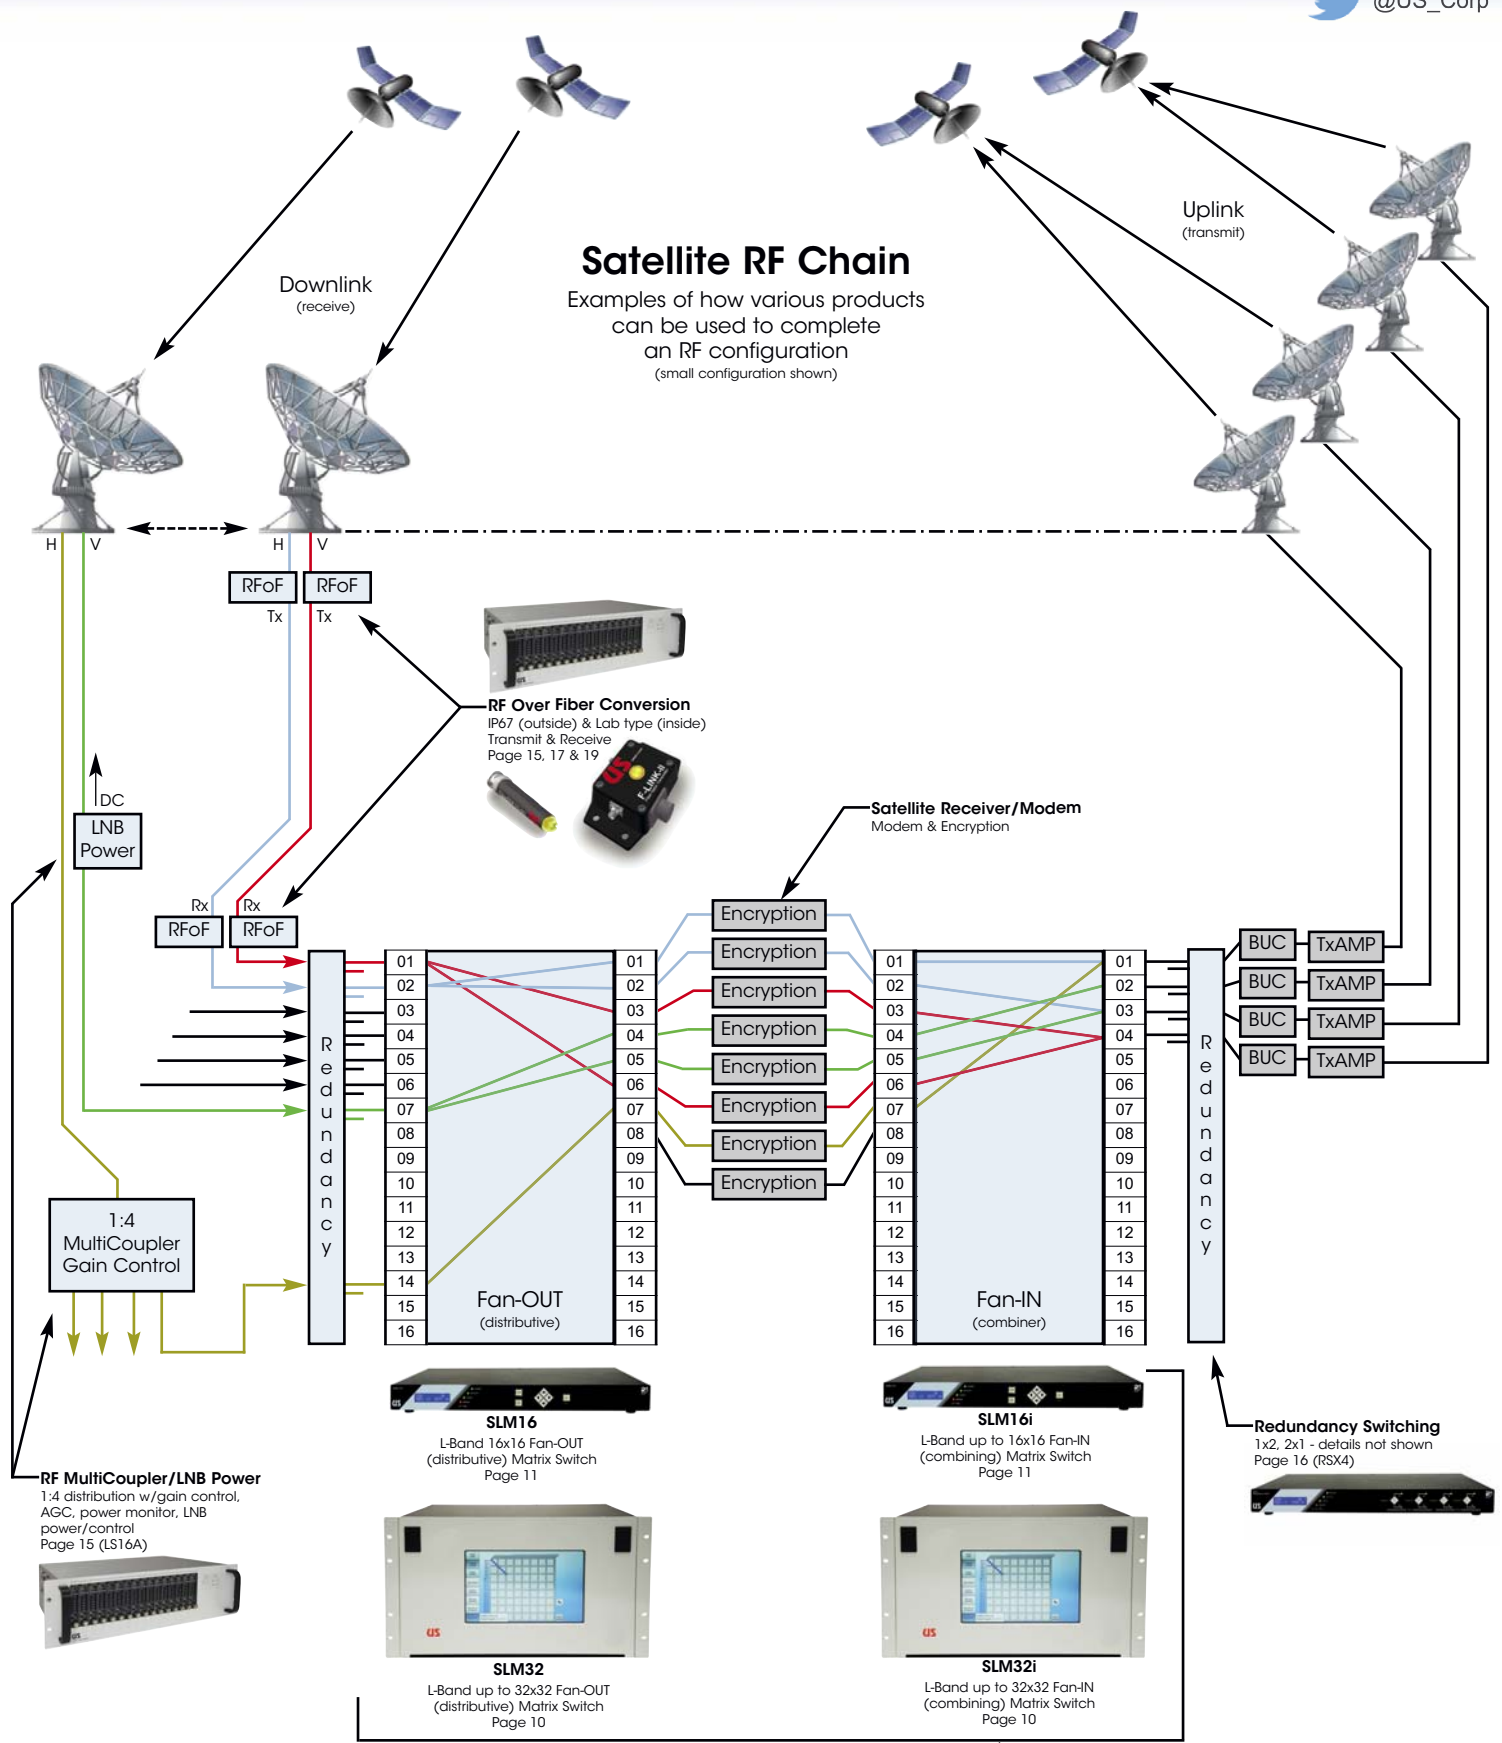 @US_Corp
Satellite RF Chain
Examples of how various products
can be used to complete
an RF configuration
(small configuration shown)
Downlink
(receive)
Uplink
(transmit)
H
V
H
V
RFoF
RFoF
Tx
Tx
RF Over Fiber Conversion
IP67 (outside) & Lab type (inside)
Transmit & Receive
Page 15, 17 & 19
US
F-LINK-II
DC
LNB
Power
Satellite Receiver/Modem
Modem & Encryption
Rx
Rx
RFoF
RFoF
Redundancy
01
02
03
04
05
06
07
08
09
10
11
12
13
14
15
16
Fan-OUT
(distributive)
01
02
03
04
05
06
07
08
09
10
11
12
13
14
15
16
Encryption
Encryption
Encryption
Encryption
Encryption
Encryption
Encryption
Encryption
01
02
03
04
05
06
07
08
09
10
11
12
13
14
15
16
Fan-IN
(combiner)
01
02
03
04
05
06
07
08
09
10
11
12
13
14
15
16
Redundancy
BUC
TxAMP
BUC
TxAMP
BUC
TxAMP
BUC
TxAMP
1:4
MultiCoupler
Gain Control
SLM16
L-Band 16x16 Fan-OUT
(distributive) Matrix Switch
Page 11
SLM16i
L-Band up to 16x16 Fan-IN
(combining) Matrix Switch
Page 11
Redundancy Switching
1x2, 2x1 - details not shown
Page 16 (RSX4)
RF MultiCoupler/LNB Power
1:4 distribution w/gain control,
AGC, power monitor, LNB
power/control
Page 15 (LS16A)
US
US
SLM32
L-Band up to 32x32 Fan-OUT
(distributive) Matrix Switch
Page 10
SLM32i
L-Band up to 32x32 Fan-IN
(combining) Matrix Switch
Page 10